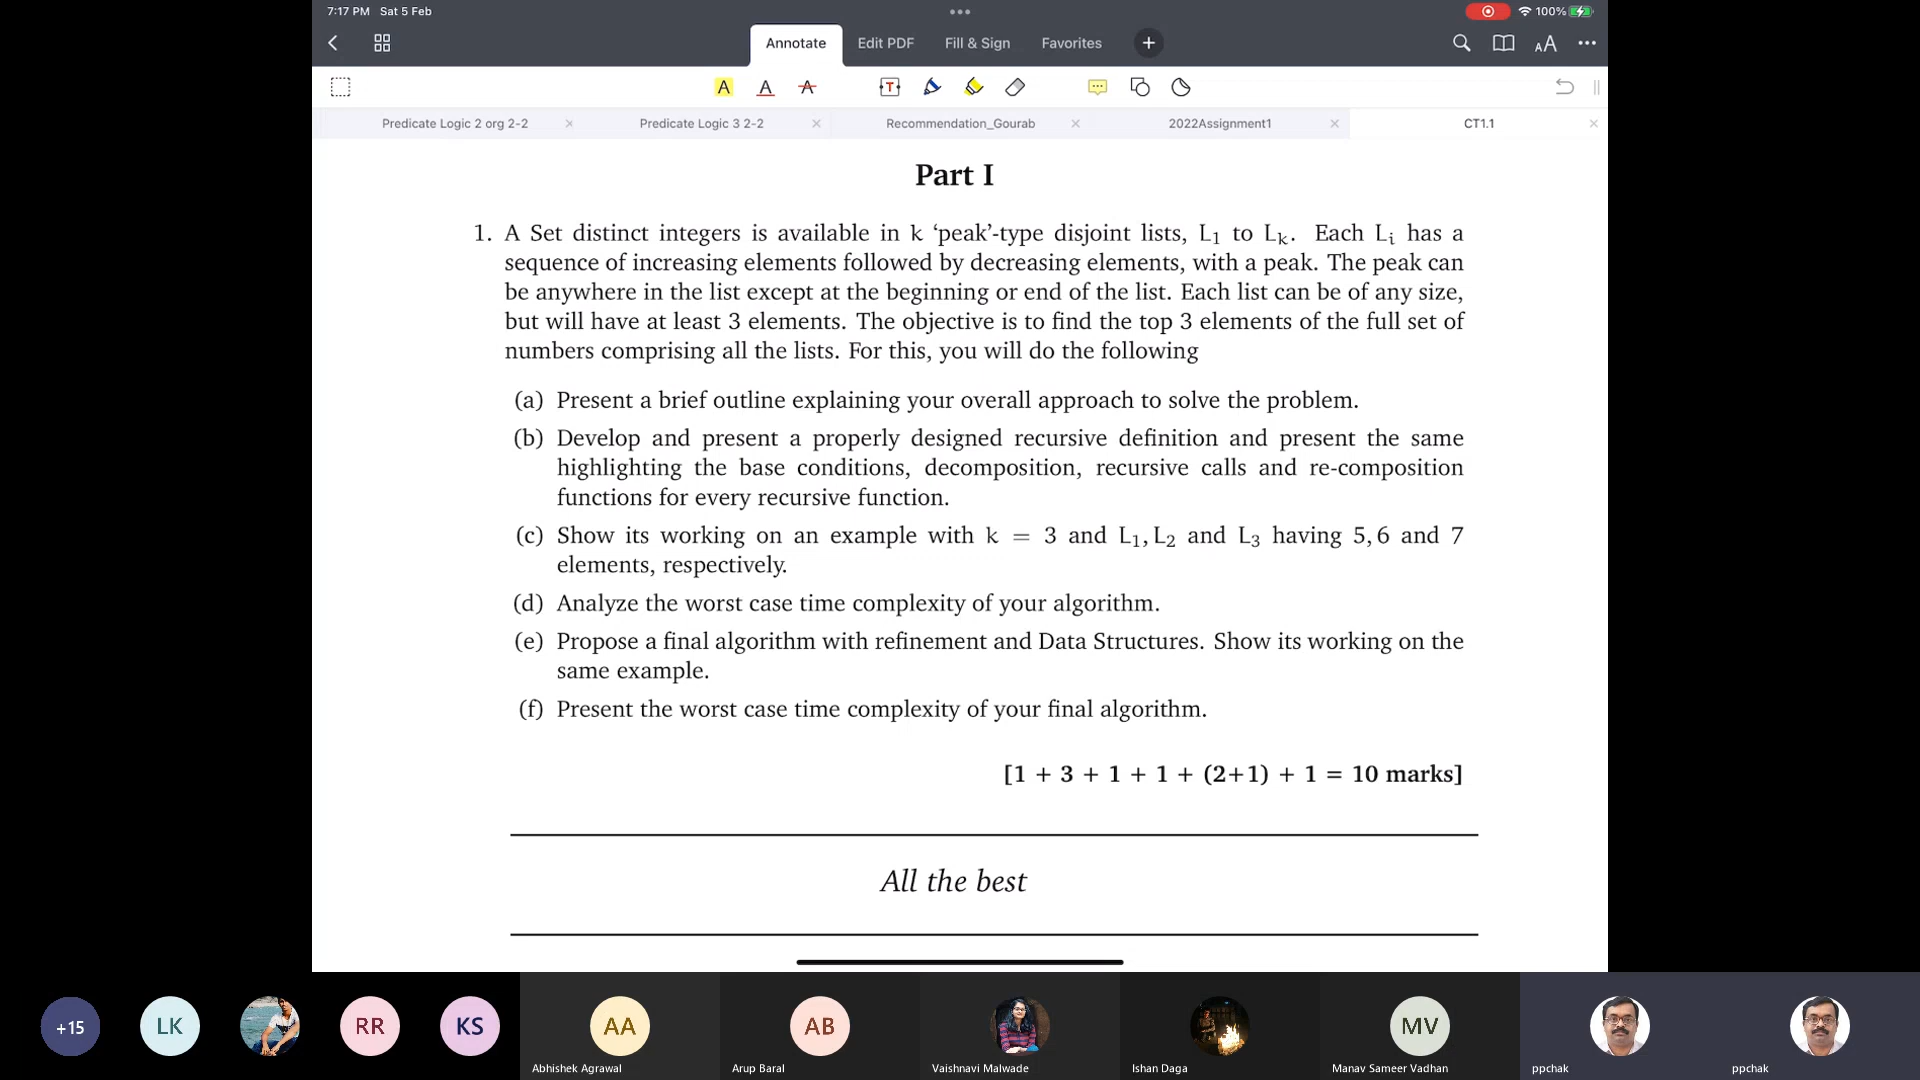 7:17 PM Sat 5 Feb
100%
Annotate Edit PDF Fill & Sign Favorites
AA
A A A T
Predicate Logic 2 org 2-2 Predicate Logic 3 2-2 Recommendation_Gourab 2022Assignment1 CT1.1
Part I
1. A Set distinct integers is available in k ‘peak’-type disjoint lists, L1 to Lk. Each Li has a
sequence of increasing elements followed by decreasing elements, with a peak. The peak can
be anywhere in the list except at the beginning or end of the list. Each list can be of any size,
but will have at least 3 elements. The objective is to find the top 3 elements of the full set of
numbers comprising all the lists. For this, you will do the following
(a) Present a brief outline explaining your overall approach to solve the problem.
(b) Develop and present a properly designed recursive definition and present the same
highlighting the base conditions, decomposition, recursive calls and re-composition
functions for every recursive function.
(c) Show its working on an example with k = 3 and L1, L2 and L3 having 5, 6 and 7
elements, respectively.
(d) Analyze the worst case time complexity of your algorithm.
(e) Propose a final algorithm with refinement and Data Structures. Show its working on the
same example.
(f) Present the worst case time complexity of your final algorithm.
[1 + 3 + 1 + 1 + (2+1) + 1 = 10 marks]
All the best
+15 LK RR KS AA AB MV
Abhishek Agrawal Arup Baral Vaishnavi Malwade Ishan Daga Manav Sameer Vadhan ppchak ppchak